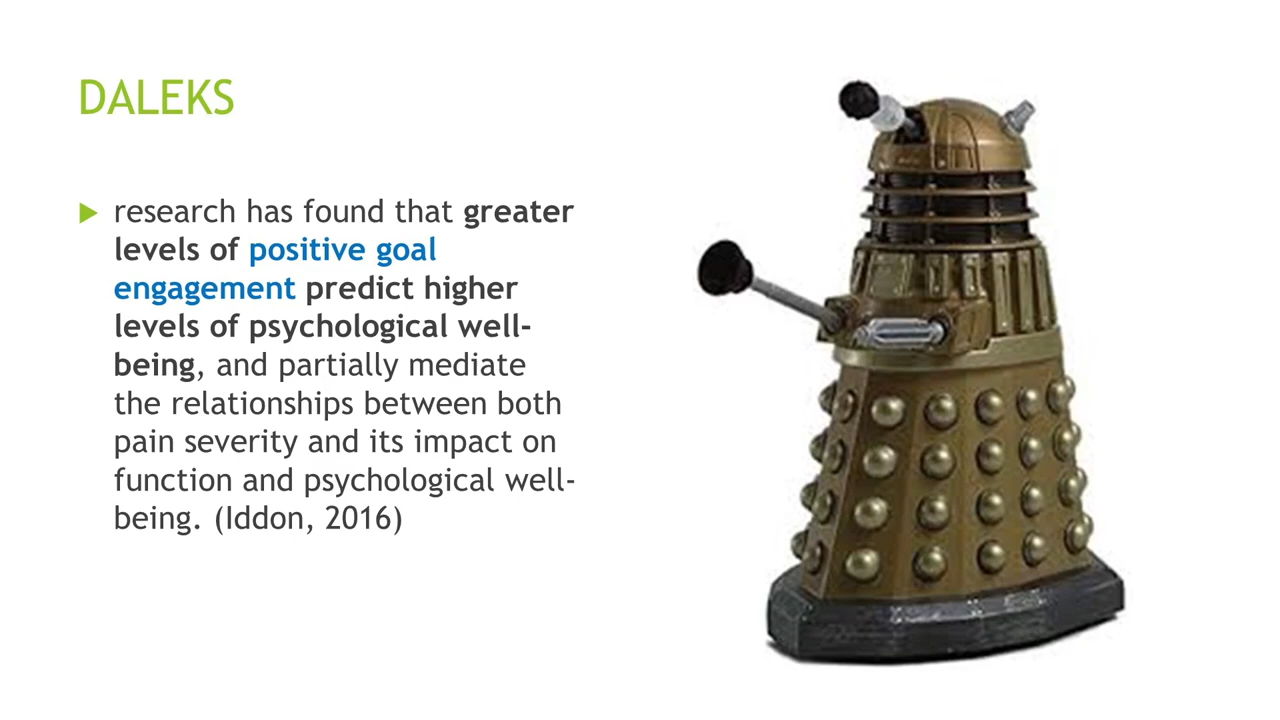 DALEKS
research has found that greater
levels of positive goal
engagement predict higher
levels of psychological well-
being, and partially mediate
the relationships between both
pain severity and its impact on
function and psychological well-
being. (Iddon, 2016)